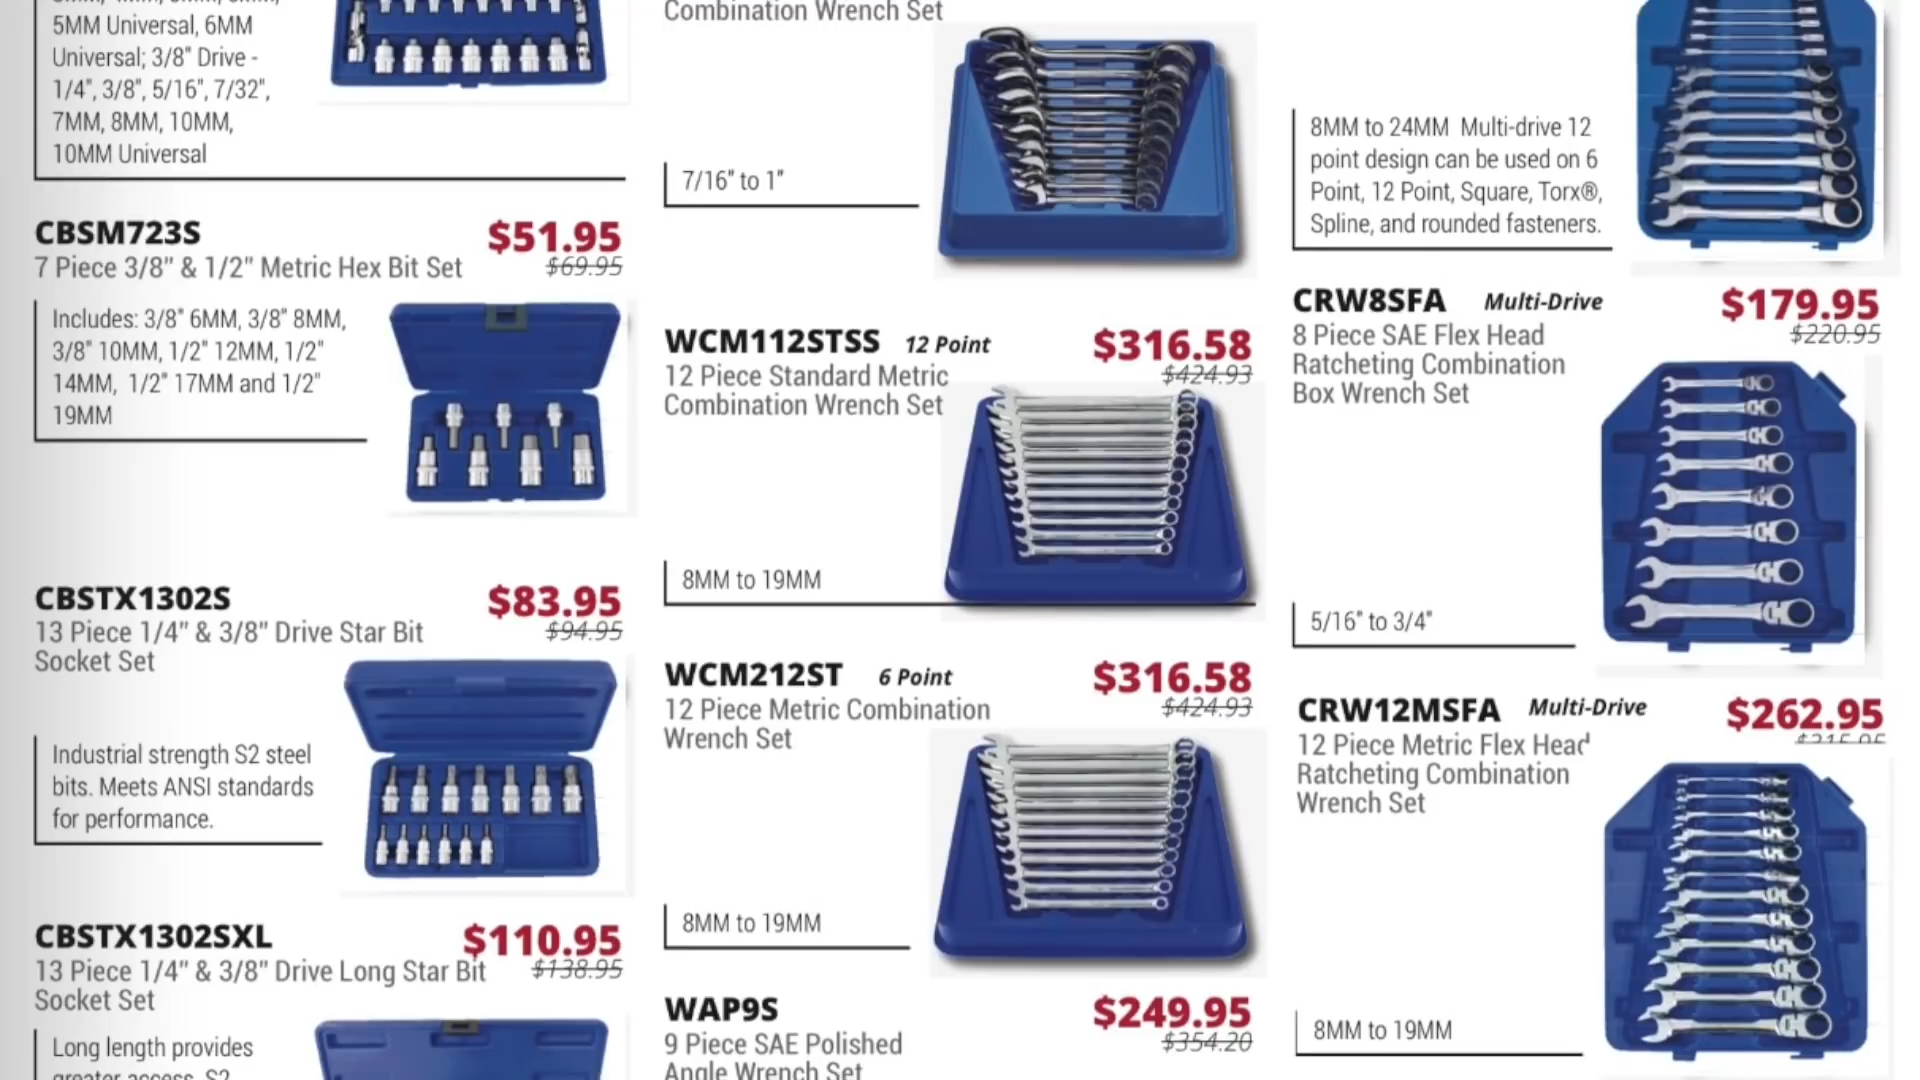 5MM Universal, 6MM
Universal; 3/8" Drive -
1/4", 3/8", 5/16", 7/32",
7MM, 8MM, 10MM,
10MM Universal
CBSM723S
$51.95
7 Piece 3/8" & 1/2" Metric Hex Bit Set
$69.95
Includes: 3/8" 6MM, 3/8" 8MM,
3/8" 10MM, 1/2" 12MM, 1/2"
14MM, 1/2" 17MM and 1/2"
19MM
CBSTX1302S
$83.95
13 Piece 1/4" & 3/8" Drive Star Bit
$94.95
Socket Set
Industrial strength S2 steel
bits. Meets ANSI standards
for performance.
CBSTX1302SXL
$110.95
13 Piece 1/4" & 3/8" Drive Long Star Bit
$138.95
Socket Set
Long length provides
greater access. S2
Combination Wrench Set
7/16" to 1"
WCM112STSS 12 Point
$316.58
12 Piece Standard Metric
$424.93
Combination Wrench Set
8MM to 19MM
WCM212ST 6 Point
$316.58
12 Piece Metric Combination
$424.93
Wrench Set
8MM to 19MM
WAP9S
$249.95
9 Piece SAE Polished
$354.20
Angle Wrench Set
8MM to 24MM Multi-drive 12
point design can be used on 6
Point, 12 Point, Square, Torx®,
Spline, and rounded fasteners.
CRW8SFA Multi-Drive
$179.95
8 Piece SAE Flex Head
$220.95
Ratcheting Combination
Box Wrench Set
5/16" to 3/4"
CRW12MSFA Multi-Drive
$262.95
12 Piece Metric Flex Head
Ratcheting Combination
Wrench Set
8MM to 19MM